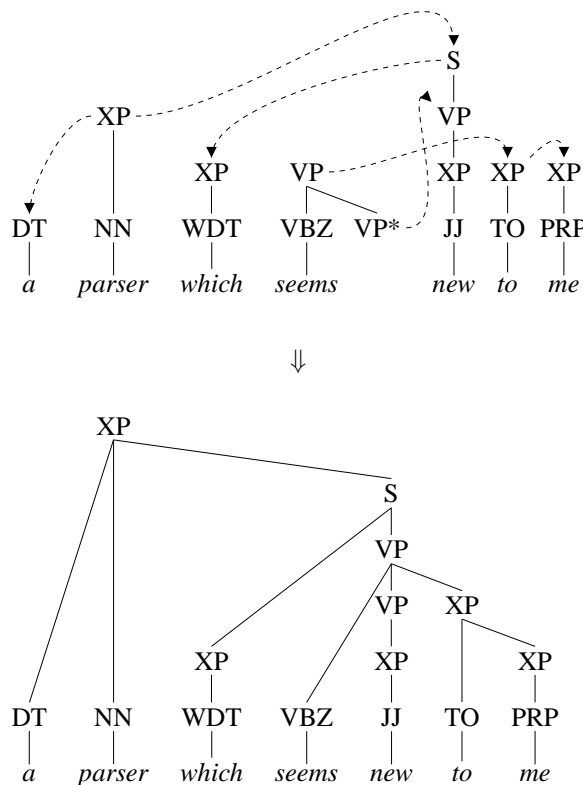 S
XP VP
XP VP XP XP XP
DT NN WDT VBZ VP* JJ TO PRP
a parser which seems new to me
⇓
XP
S
VP
VP XP
XP XP XP
DT NN WDT VBZ JJ TO PRP
a parser which seems new to me